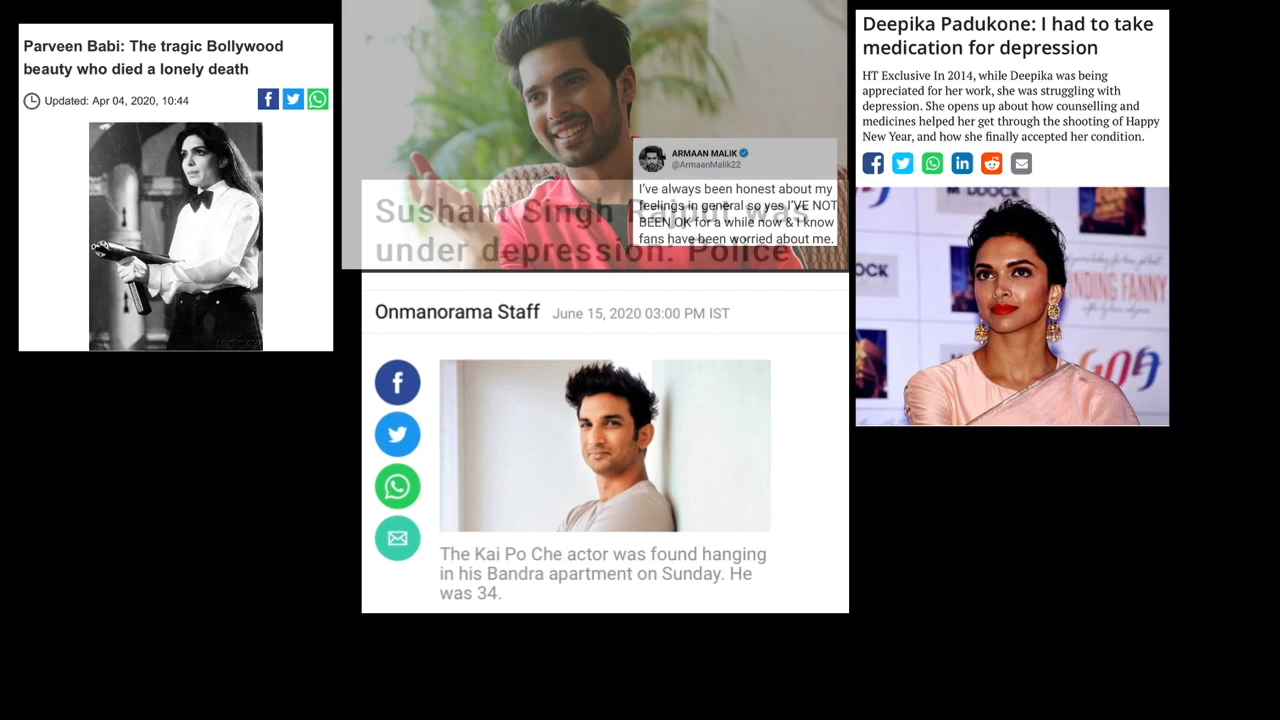 Parveen Babi: The tragic Bollywood
beauty who died a lonely death
Updated: Apr 04, 2020, 10:44
ARMAAN MALIK
@ArmaanMalik22
I've always been honest about my
feelings in general so yes I'VE NOT
BEEN OK for a while now & I know
fans have been worried about me.
Sushant Singh Rajput was
under depression: Police
Onmanorama Staff June 15, 2020 03:00 PM IST
The Kai Po Che actor was found hanging
in his Bandra apartment on Sunday. He
was 34.
Deepika Padukone: I had to take
medication for depression
HT Exclusive In 2014, while Deepika was being
appreciated for her work, she was struggling with
depression. She opens up about how counselling and
medicines helped her get through the shooting of Happy
New Year, and how she finally accepted her condition.
OCK
NDING FANNY
GOA